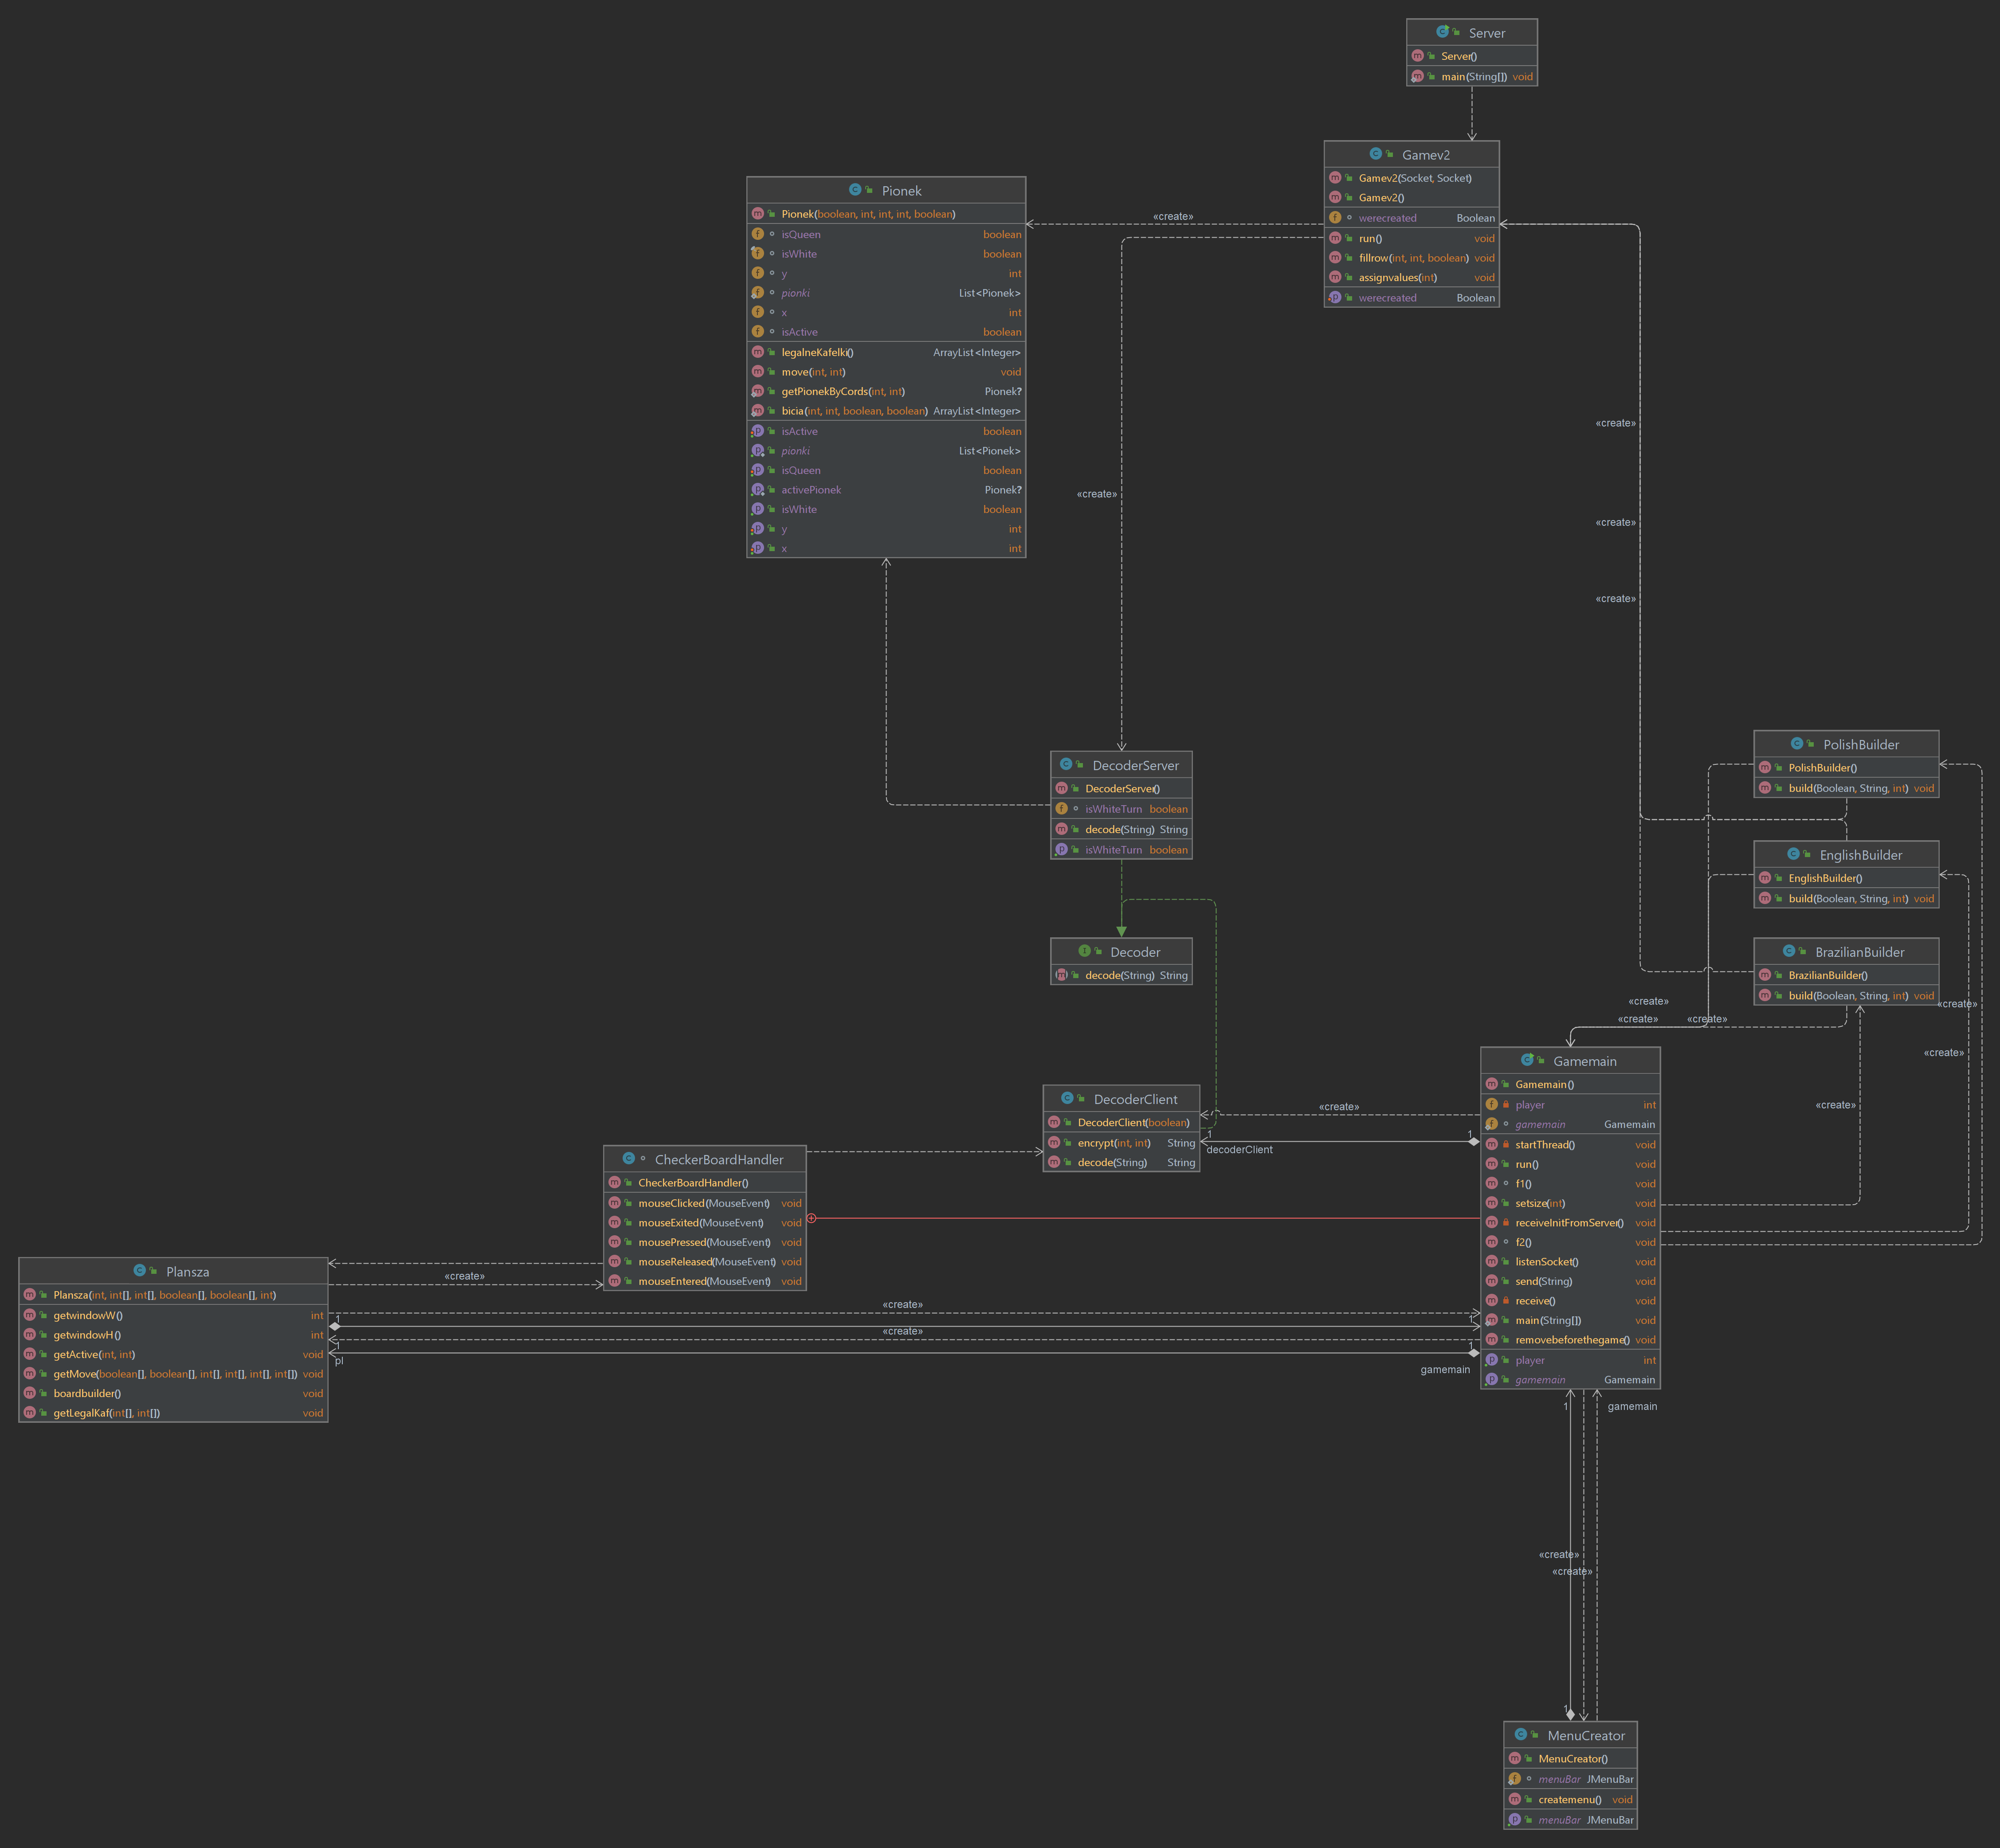 Server
Server()
main(String[]) void
Gamev2
Gamev2(Socket, Socket)
Gamev2()
werecreated Boolean
run() void
fillrow(int, int, boolean) void
assignvalues(int) void
werecreated Boolean
Pionek
Pionek(boolean, int, int, int, boolean)
isQueen boolean
isWhite boolean
y int
pionki List<Pionek>
x int
isActive boolean
legalneKafelki() ArrayList<Integer>
move(int, int) void
getPionekByCords(int, int) Pionek?
bicia(int, int, boolean, boolean) ArrayList<Integer>
isActive boolean
pionki List<Pionek>
isQueen boolean
activePionek Pionek?
isWhite boolean
y int
x int
«create»
«create»
«create»
«create»
«create»
DecoderServer
DecoderServer()
isWhiteTurn boolean
decode(String) String
isWhiteTurn boolean
PolishBuilder
PolishBuilder()
build(Boolean, String, int) void
EnglishBuilder
EnglishBuilder()
build(Boolean, String, int) void
Decoder
decode(String) String
BrazilianBuilder
BrazilianBuilder()
build(Boolean, String, int) void
«create»
«create»
«create»
«create»
«create»
«create»
«create»
DecoderClient
DecoderClient(boolean)
encrypt(int, int) String
decode(String) String
1
1
decoderClient
Gamemain
Gamemain()
player int
gamemain Gamemain
startThread() void
run() void
f1() void
setsize(int) void
receiveInitFromServer() void
f2() void
listenSocket() void
send(String) void
receive() void
main(String[]) void
removebeforethegame() void
player int
gamemain Gamemain
CheckerBoardHandler
CheckerBoardHandler()
mouseClicked(MouseEvent) void
mouseExited(MouseEvent) void
mousePressed(MouseEvent) void
mouseReleased(MouseEvent) void
mouseEntered(MouseEvent) void
Plansza
Plansza(int, int[], int[], boolean[], boolean[], int)
getwindowW() int
getwindowH() int
getActive(int, int) void
getMove(boolean[], boolean[], int[], int[], int[], int[]) void
boardbuilder() void
getLegalKaf(int[], int[]) void
«create»
«create»
1
1
«create»
1
1
pl
gamemain
1
gamemain
«create»
«create»
1
MenuCreator
MenuCreator()
menuBar JMenuBar
createmenu() void
menuBar JMenuBar